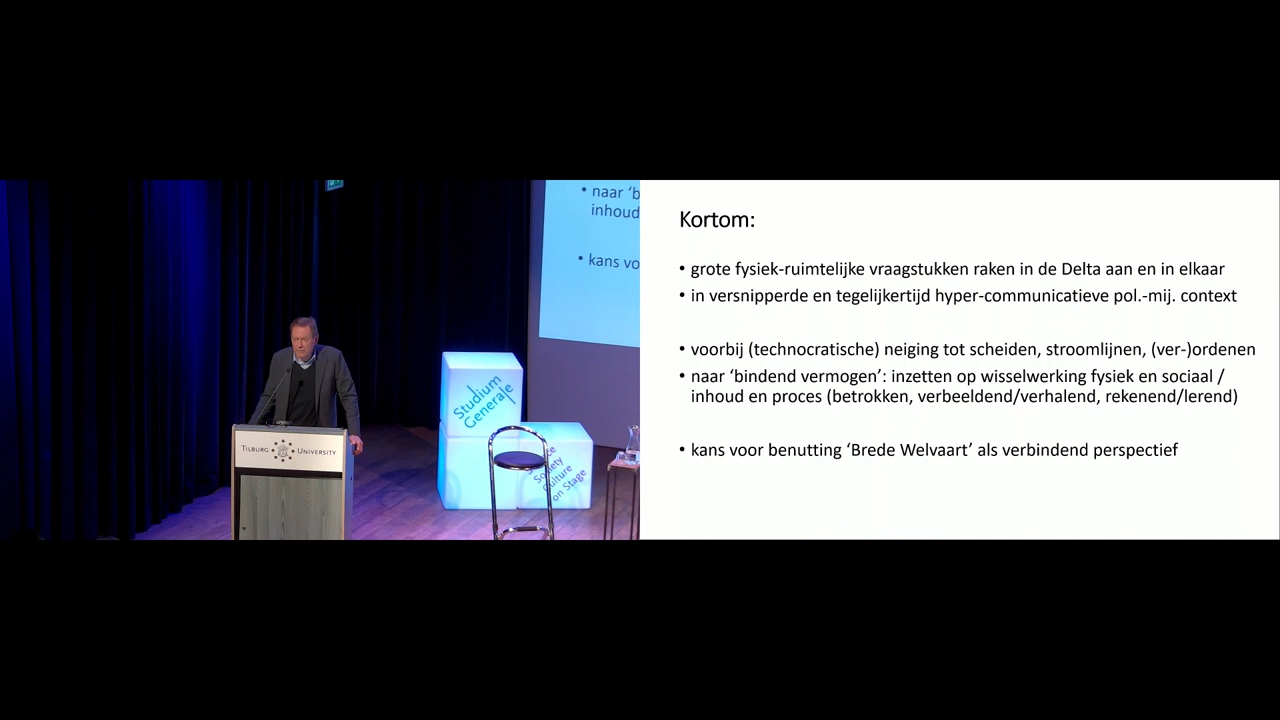 • naar ‘b
inhoud
• kans vo
Studium
Generale
Society
Culture
on Stage
TILBURG UNIVERSITY
Kortom:
• grote fysiek-ruimtelijke vraagstukken raken in de Delta aan en in elkaar
• in versnipperde en tegelijkertijd hyper-communicatieve pol.-mij. context
• voorbij (technocratische) neiging tot scheiden, stroomlijnen, (ver-)ordenen
• naar ‘bindend vermogen’: inzetten op wisselwerking fysiek en sociaal /
inhoud en proces (betrokken, verbeeldend/verhalend, rekenend/lerend)
• kans voor benutting ‘Brede Welvaart’ als verbindend perspectief